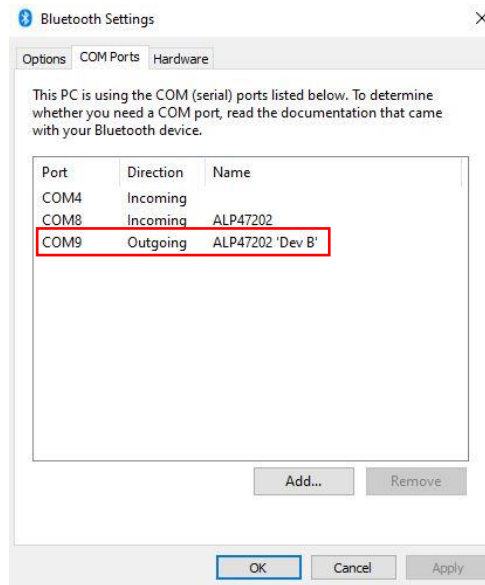 Bluetooth Settings
Options COM Ports Hardware
This PC is using the COM (serial) ports listed below. To determine
whether you need a COM port, read the documentation that came
with your Bluetooth device.
Port Direction Name
COM4 Incoming
COM8 Incoming ALP47202
COM9 Outgoing ALP47202 'Dev B'
Add... Remove
OK Cancel Apply